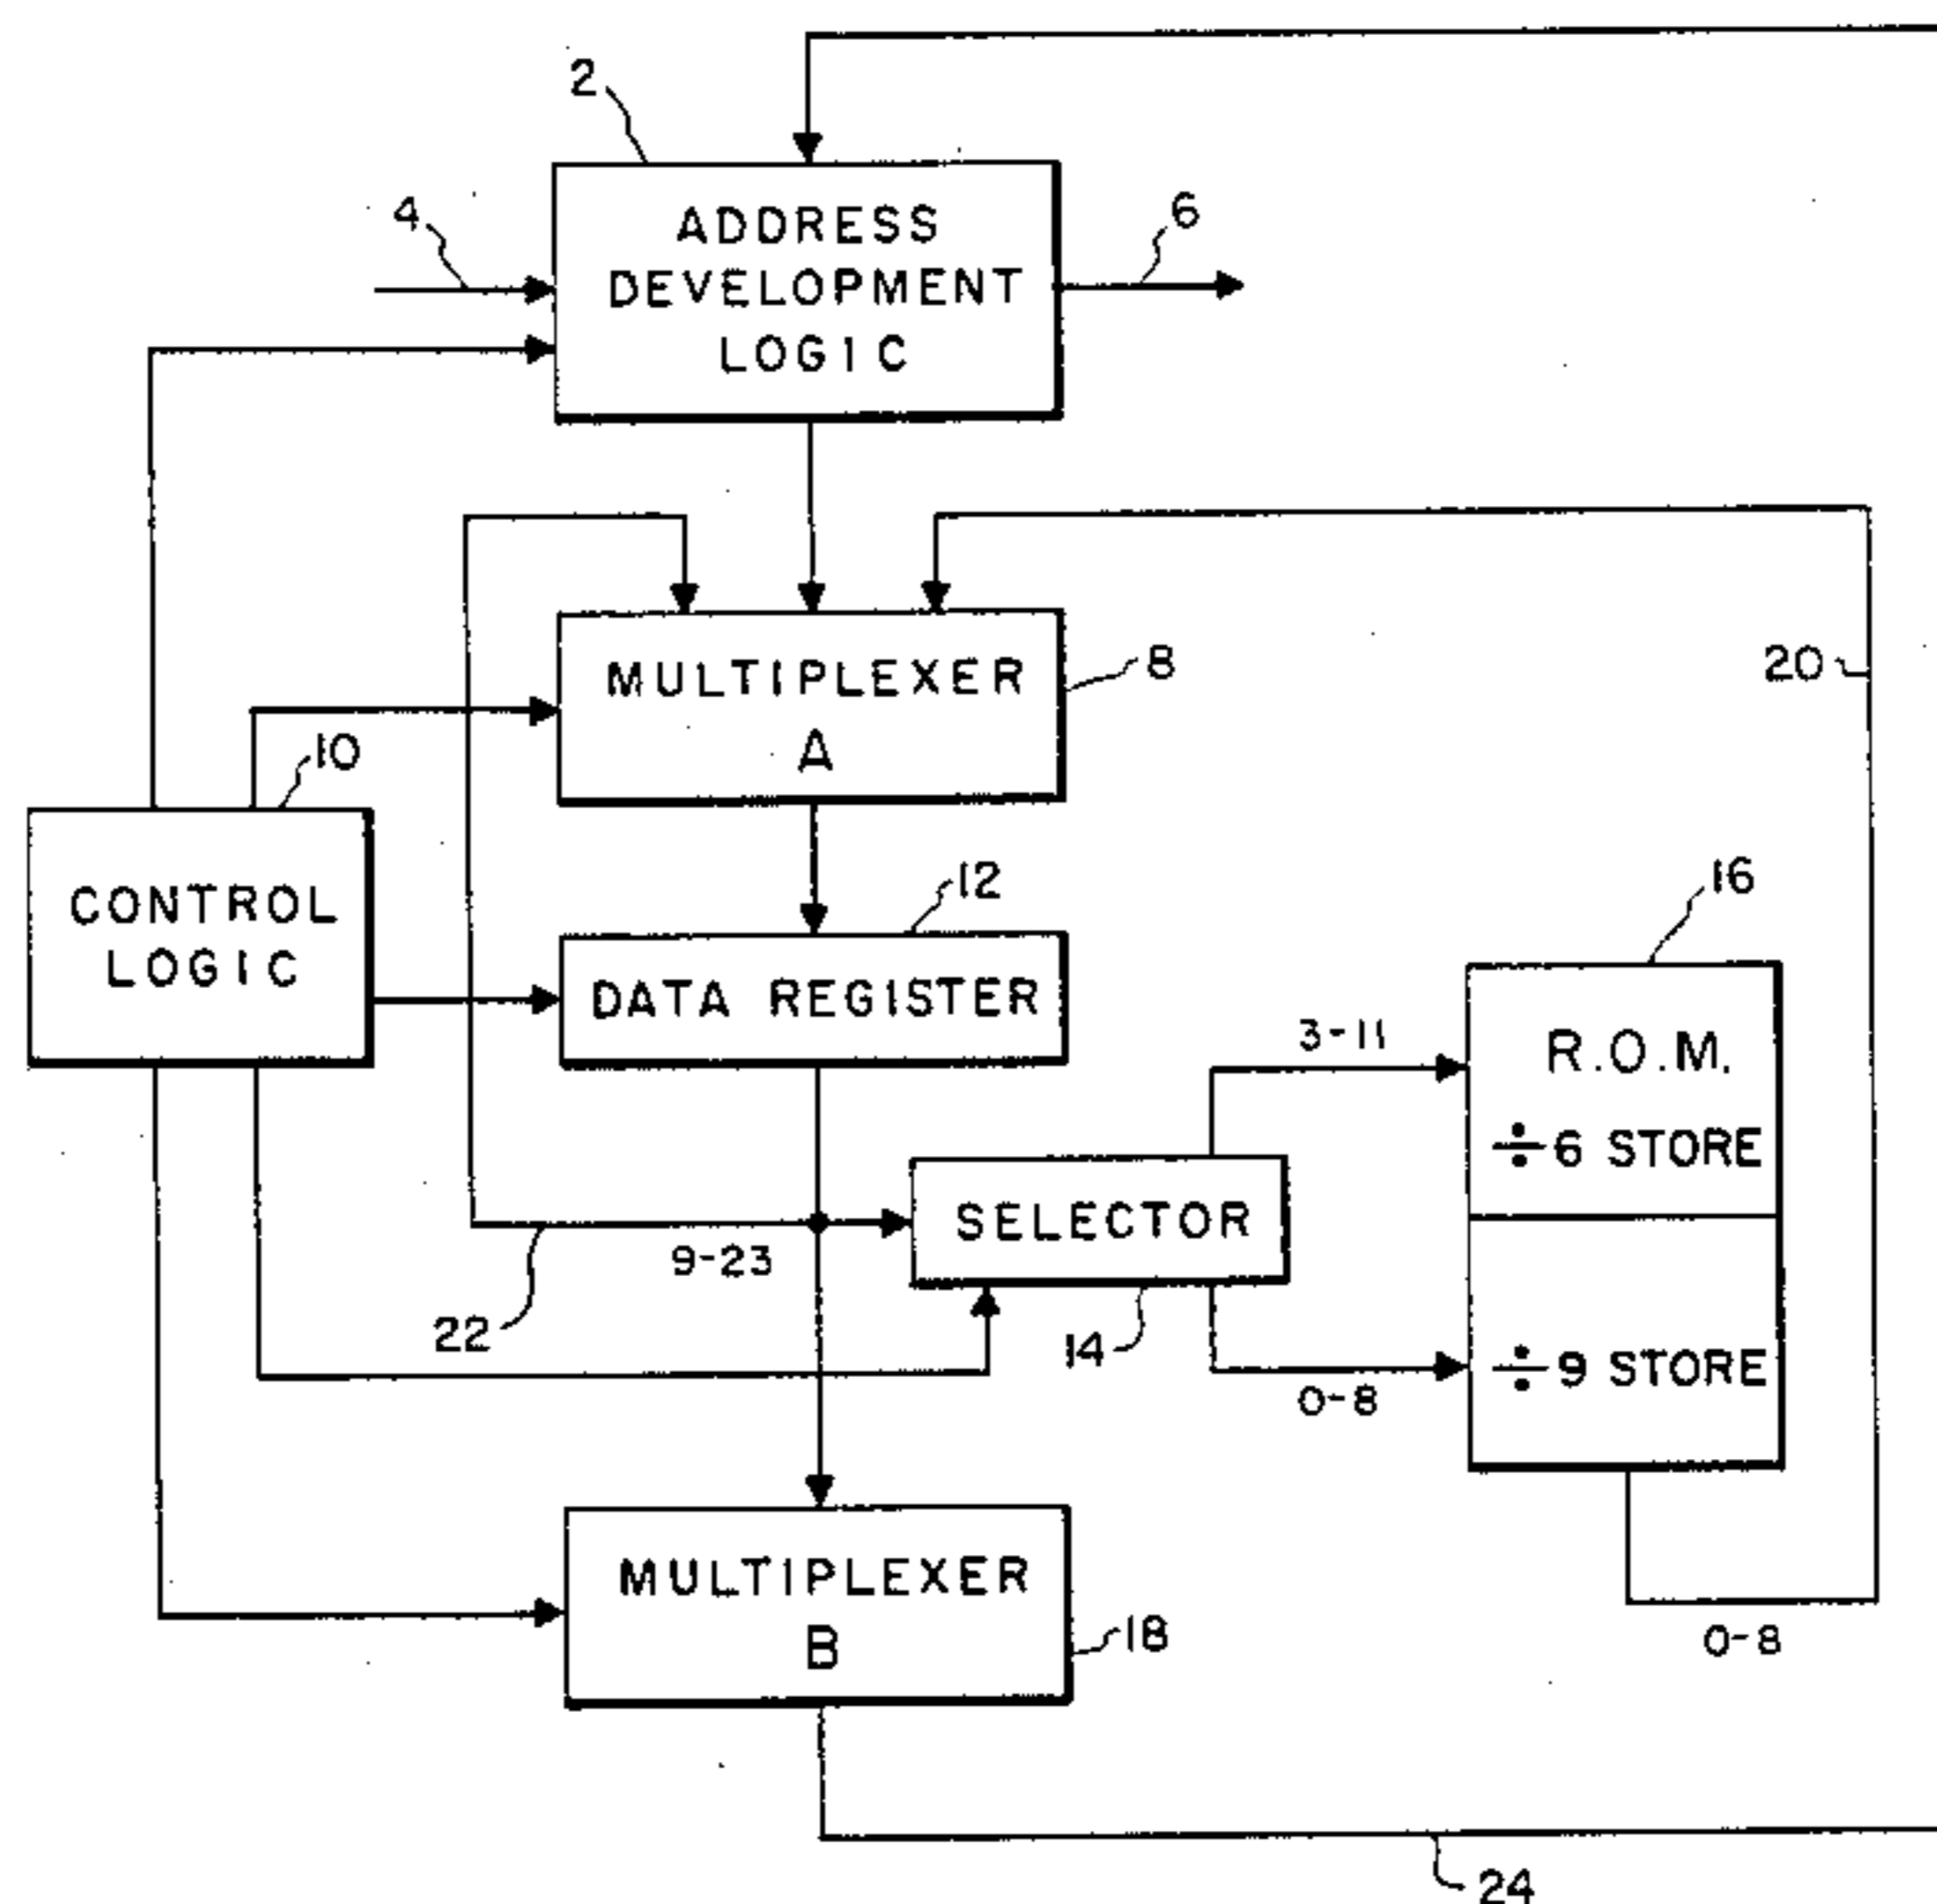 2
4
ADDRESS
DEVELOPMENT
LOGIC
6
MULTIPLEXER
A
8
20
10
CONTROL
LOGIC
12
DATA REGISTER
16
3-11
R.O.M.
÷6 STORE
SELECTOR
9-23
22
14
÷9 STORE
0-8
MULTIPLEXER
B
18
0-8
24